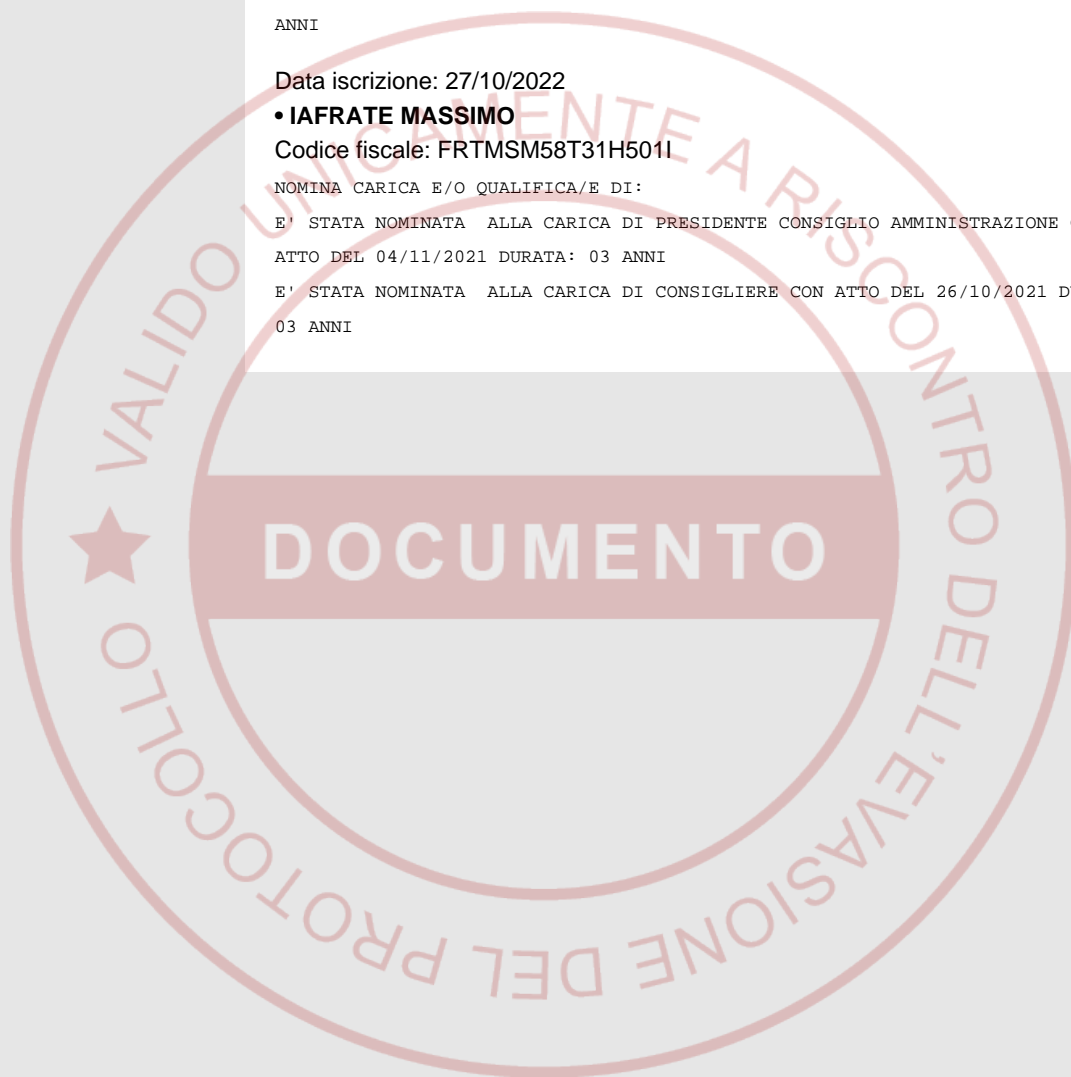 ANNI
Data iscrizione: 27/10/2022
• IAFRATE MASSIMO
Codice fiscale: FRTMSM58T31H501I
NOMINA CARICA E/O QUALIFICA/E DI:
E' STATA NOMINATA ALLA CARICA DI PRESIDENTE CONSIGLIO AMMINISTRAZIONE
ATTO DEL 04/11/2021 DURATA: 03 ANNI
E' STATA NOMINATA ALLA CARICA DI CONSIGLIERE CON ATTO DEL 26/10/2021
03 ANNI
VALIDO UNICAMENTE A RISCONTRO DELL'EVASIONE DEL PROTOCOLLO
DOCUMENTO